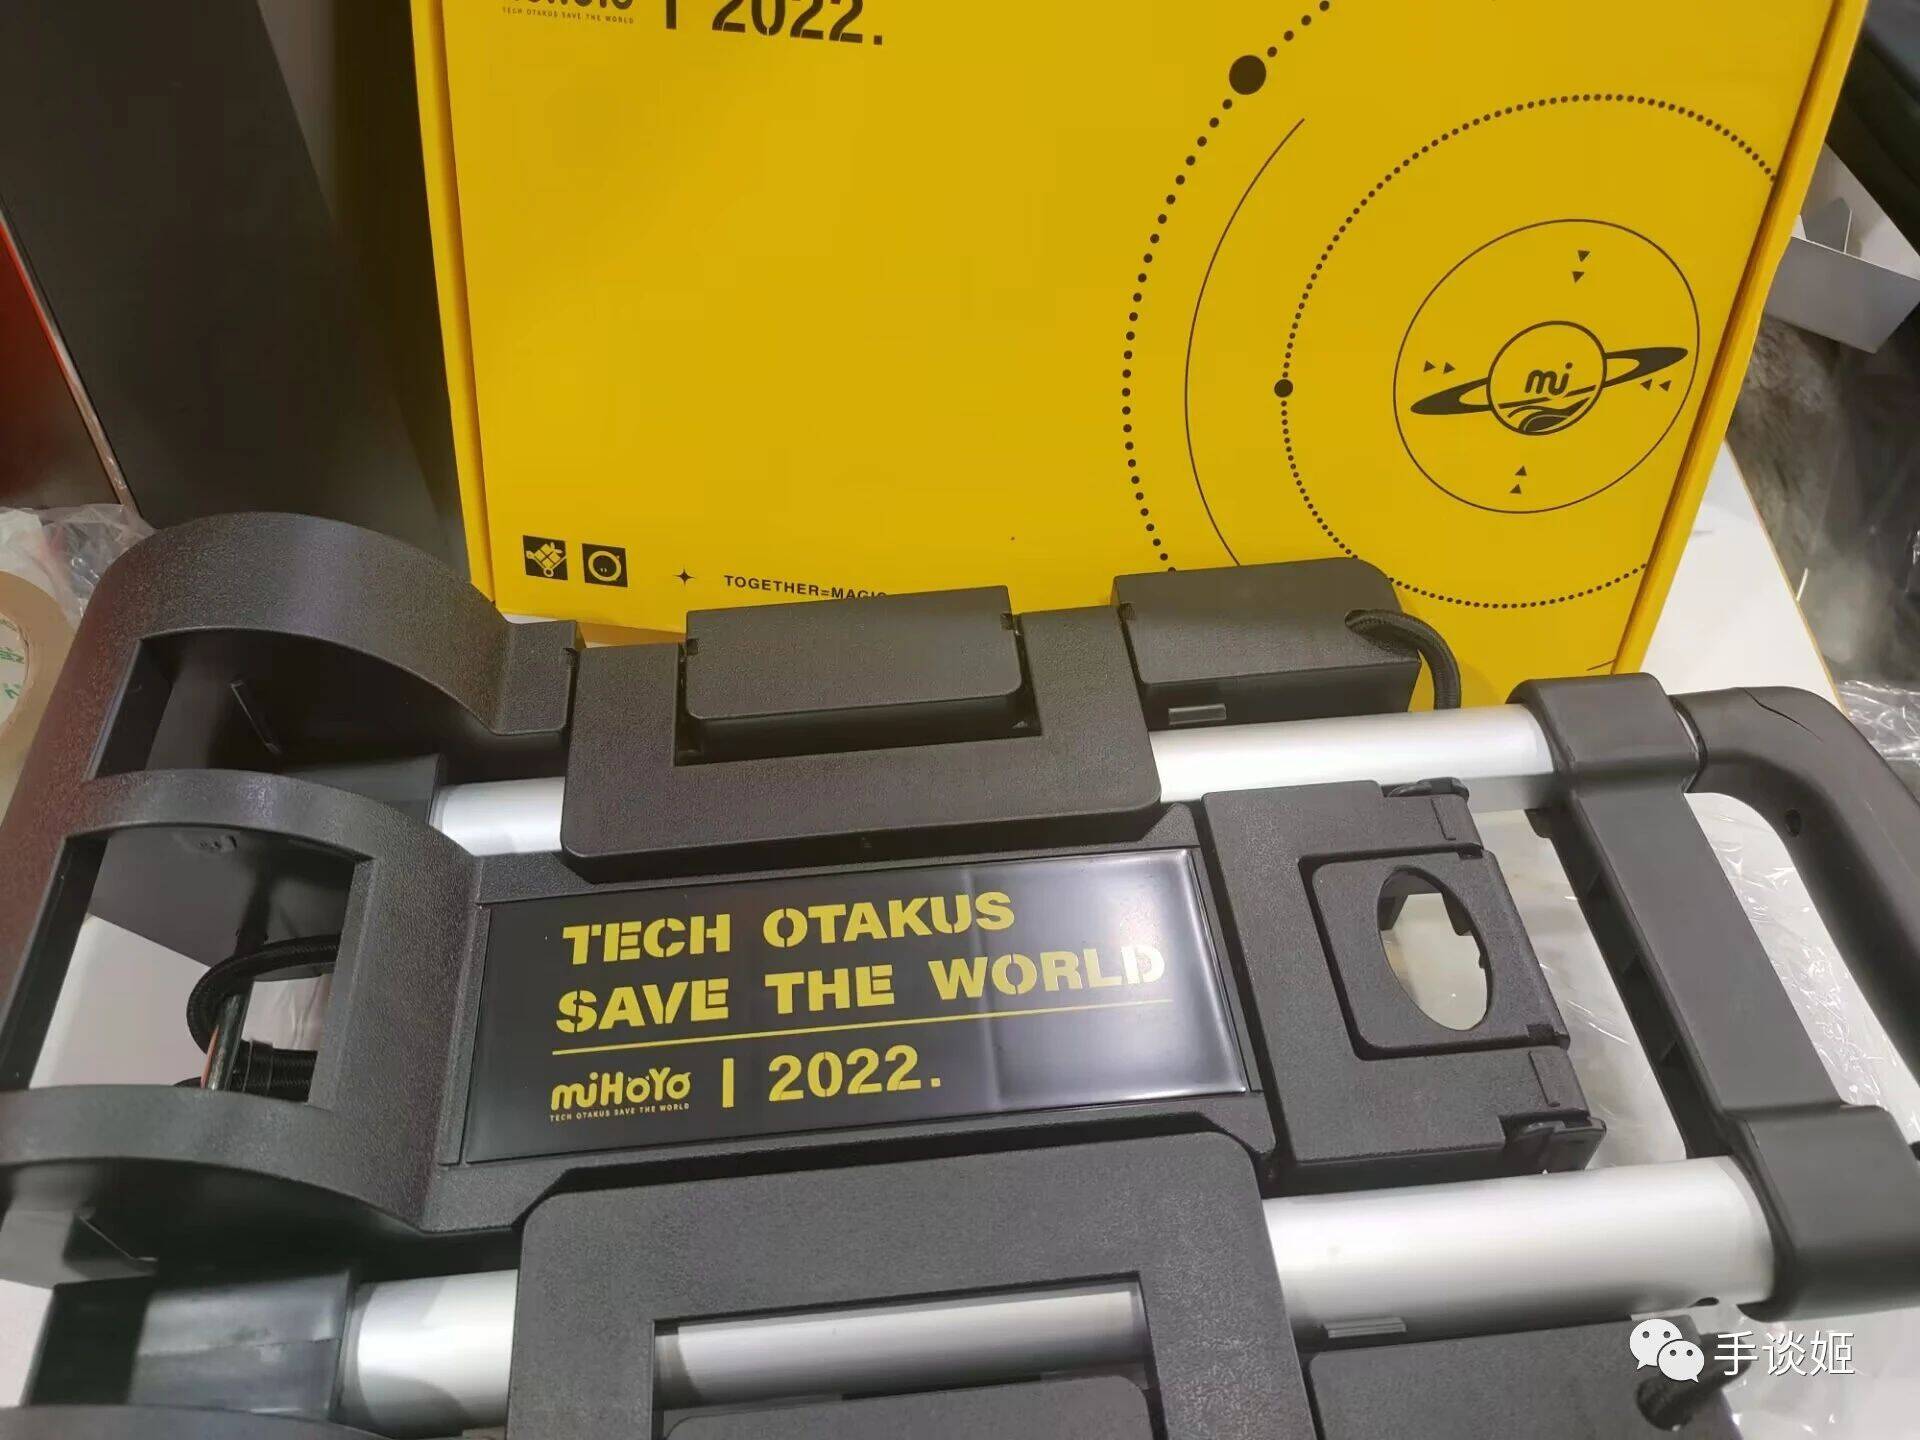 TECH OTAKUS SAVE THE WORLD
2022.
mi
TOGETHER=MAGIC
TECH OTAKUS
SAVE THE WORLD
miHoYo | 2022.
TECH OTAKUS SAVE THE WORLD
手谈姬